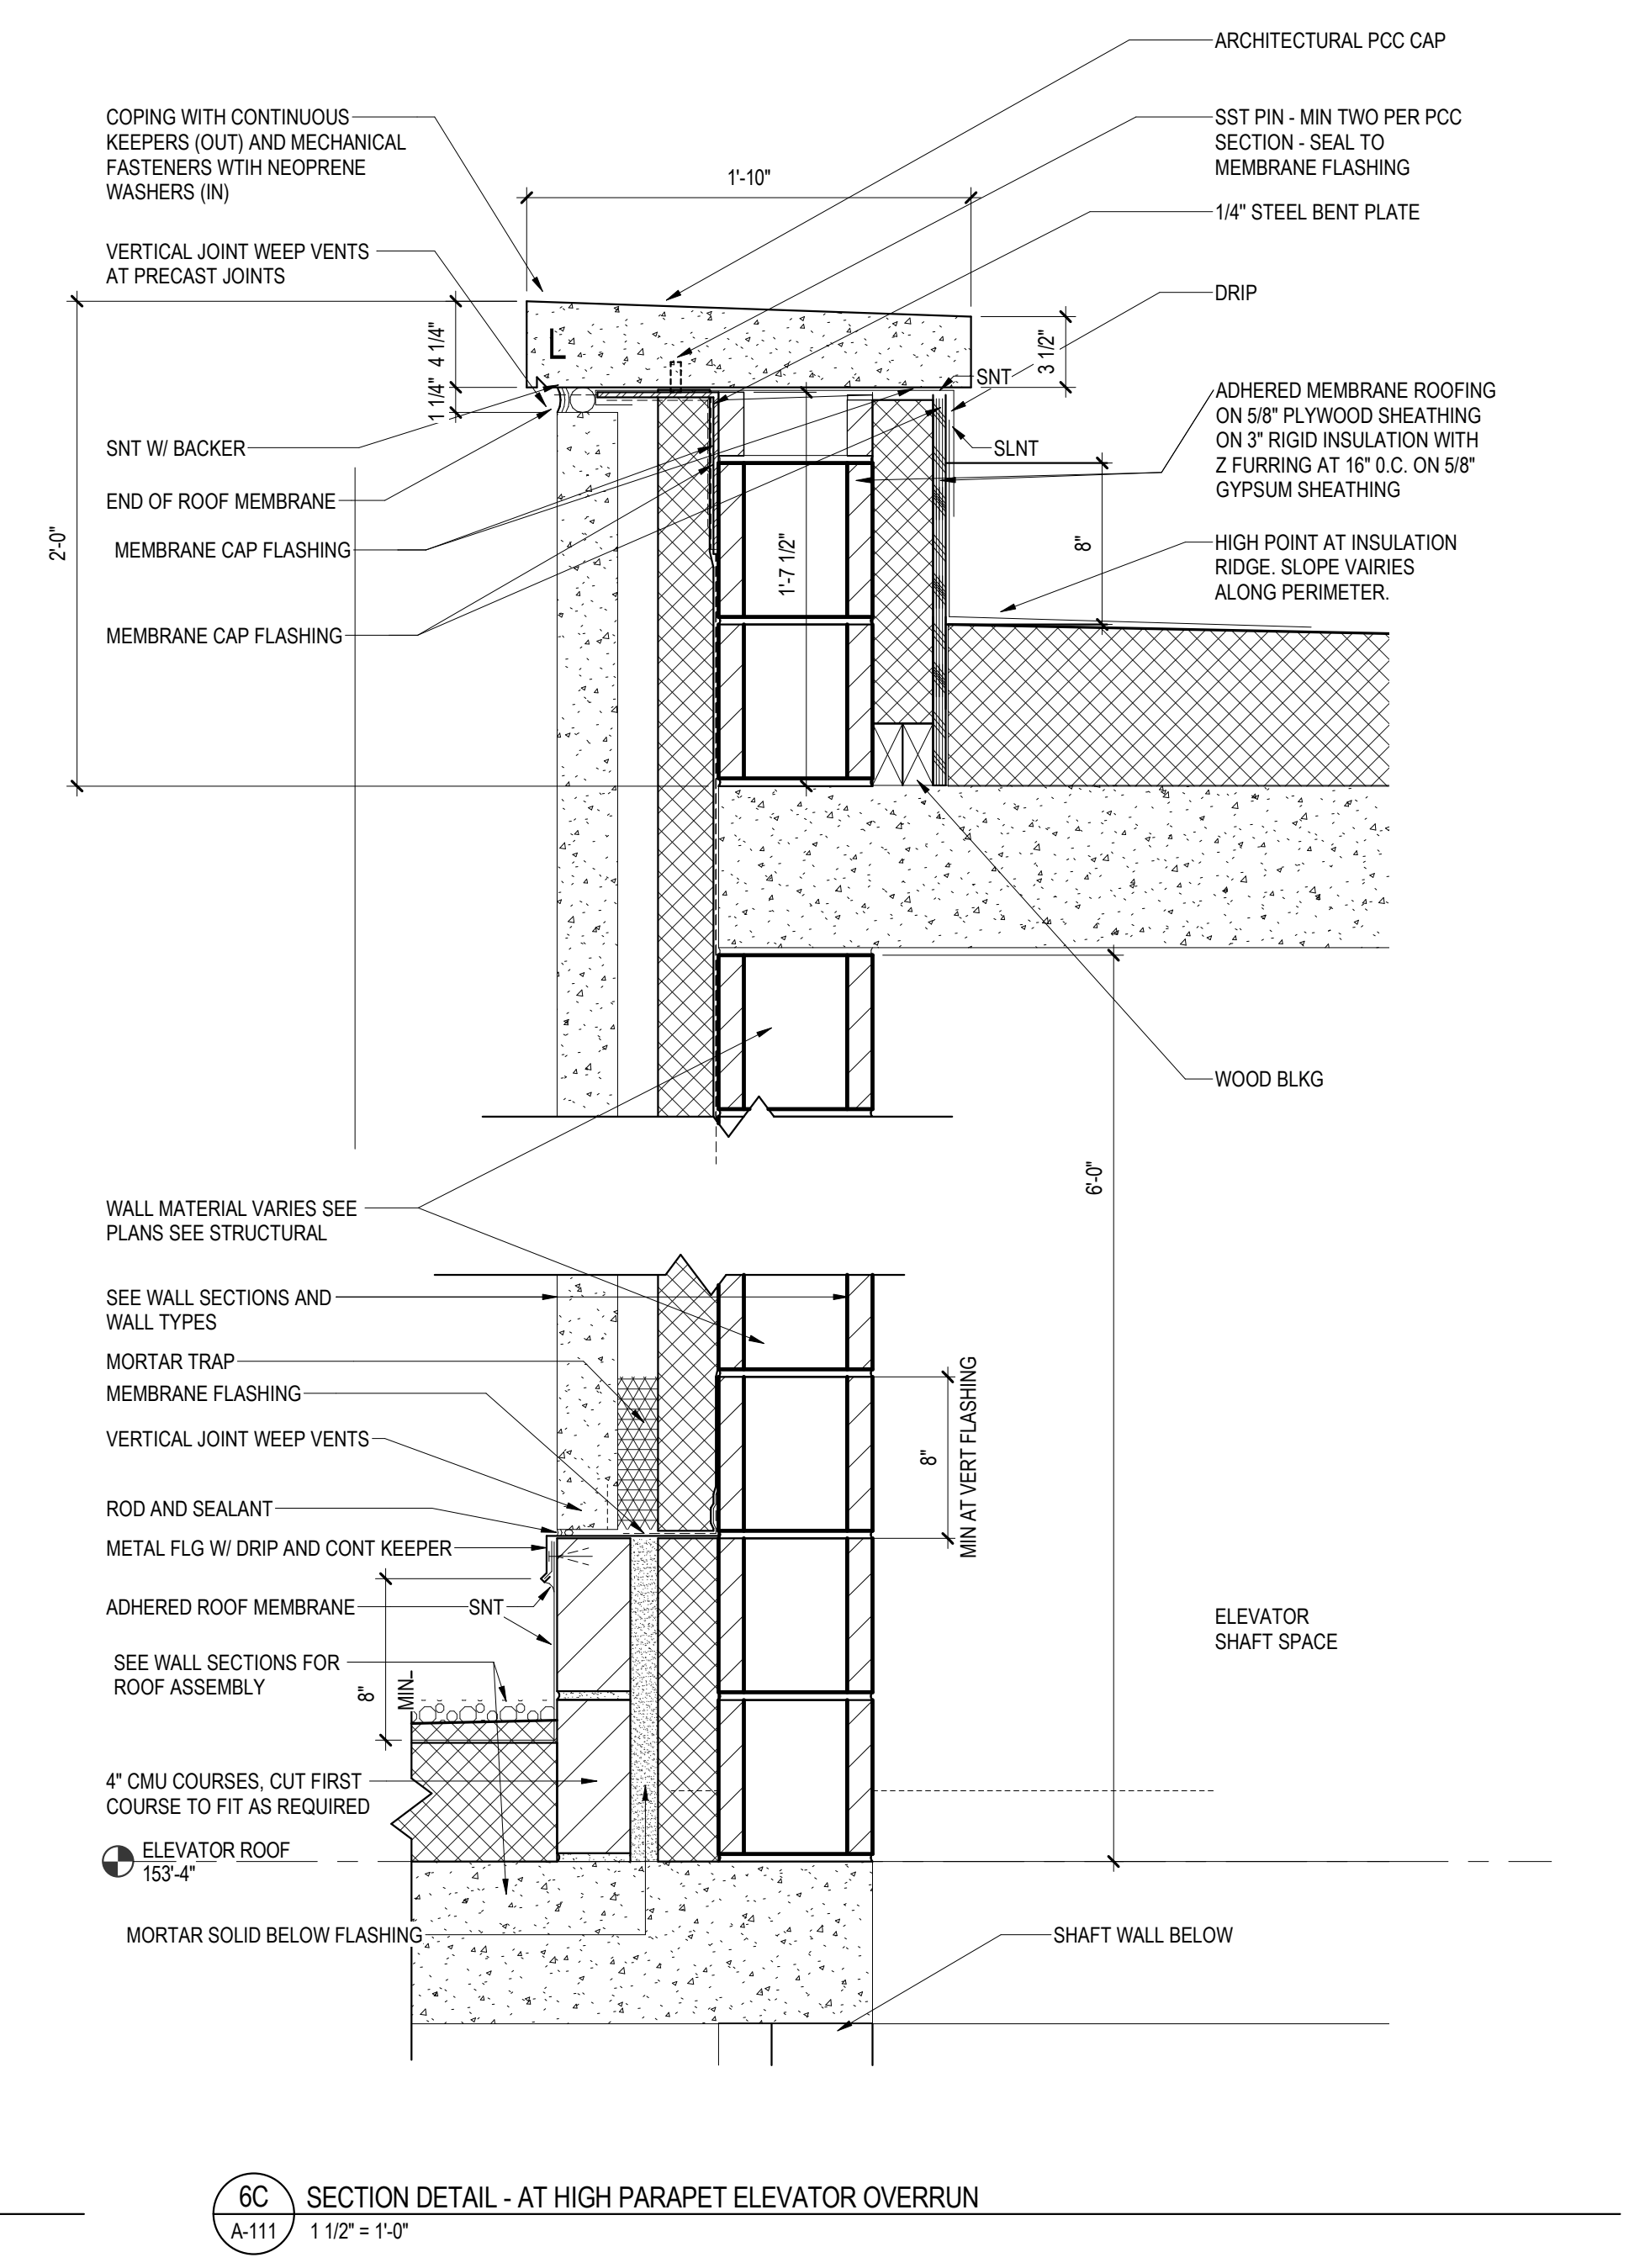 ARCHITECTURAL PCC CAP
COPING WITH CONTINUOUS
KEEPERS (OUT) AND MECHANICAL
FASTENERS WTIH NEOPRENE
WASHERS (IN)
SST PIN - MIN TWO PER PCC
SECTION - SEAL TO
MEMBRANE FLASHING
1'-10"
1/4" STEEL BENT PLATE
VERTICAL JOINT WEEP VENTS
AT PRECAST JOINTS
DRIP
4 1/4"
1 1/4"
L
3 1/2"
SNT
ADHERED MEMBRANE ROOFING
ON 5/8" PLYWOOD SHEATHING
ON 3" RIGID INSULATION WITH
Z FURRING AT 16" 0.C. ON 5/8"
GYPSUM SHEATHING
SNT W/ BACKER
SLNT
END OF ROOF MEMBRANE
2'-0"
MEMBRANE CAP FLASHING
1'-7 1/2"
8"
HIGH POINT AT INSULATION
RIDGE. SLOPE VAIRIES
ALONG PERIMETER.
MEMBRANE CAP FLASHING
WOOD BLKG
6'-0"
WALL MATERIAL VARIES SEE
PLANS SEE STRUCTURAL
SEE WALL SECTIONS AND
WALL TYPES
MORTAR TRAP
MEMBRANE FLASHING
VERTICAL JOINT WEEP VENTS
8"
MIN AT VERT FLASHING
ROD AND SEALANT
METAL FLG W/ DRIP AND CONT KEEPER
ADHERED ROOF MEMBRANE
SNT
ELEVATOR
SHAFT SPACE
SEE WALL SECTIONS FOR
ROOF ASSEMBLY
8"
MIN
4" CMU COURSES, CUT FIRST
COURSE TO FIT AS REQUIRED
ELEVATOR ROOF
153'-4"
MORTAR SOLID BELOW FLASHING
SHAFT WALL BELOW
6C
A-111
SECTION DETAIL - AT HIGH PARAPET ELEVATOR OVERRUN
1 1/2" = 1'-0"